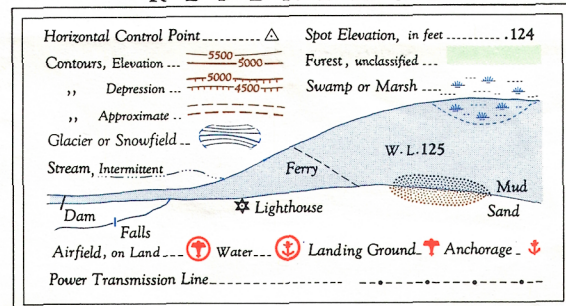 Horizontal Control Point
Spot Elevation, in feet .124
Contours, Elevation 5500
5000
Forest, unclassified
,, Depression 5000
4500
Swamp or Marsh
,, Approximate
Glacier or Snowfield
W. L. 125
Stream, Intermittent
Ferry
Mud
Dam
Lighthouse
Sand
Falls
Airfield, on Land Water Landing Ground Anchorage
Power Transmission Line